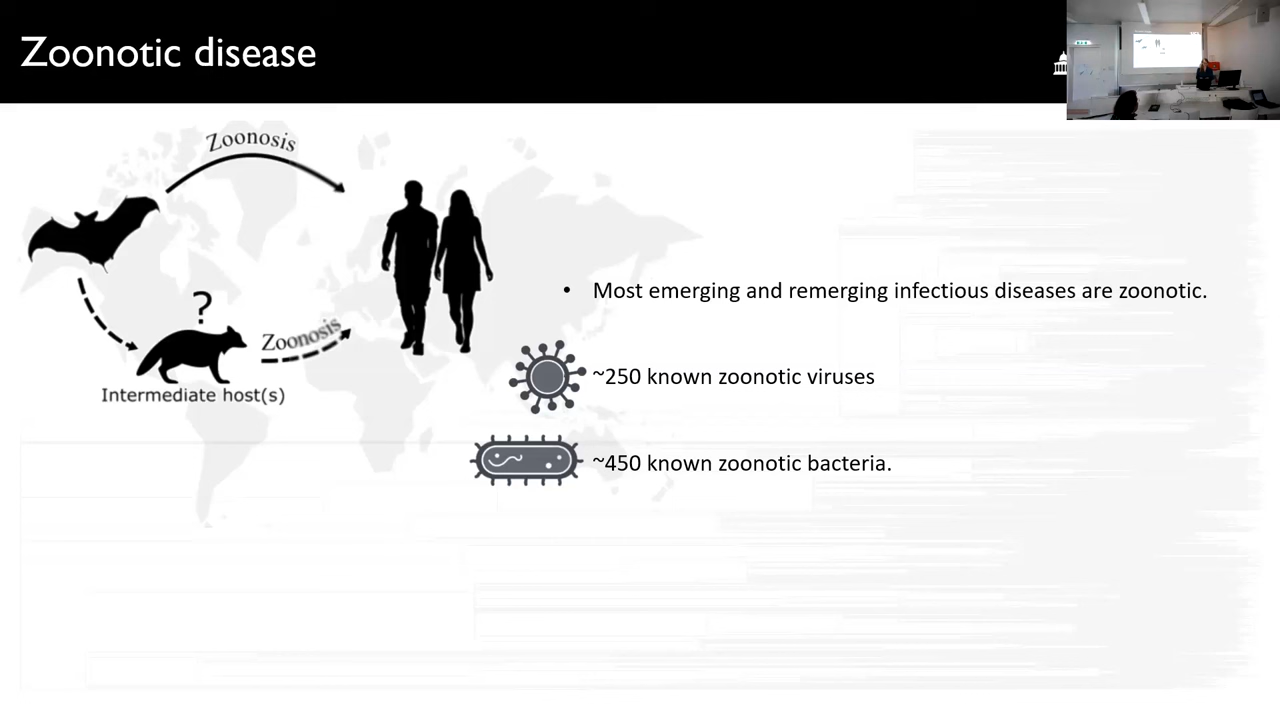 Zoonotic disease
Zoonosis
?
Zoonosis
Intermediate host(s)
• Most emerging and remerging infectious diseases are zoonotic.
~250 known zoonotic viruses
~450 known zoonotic bacteria.